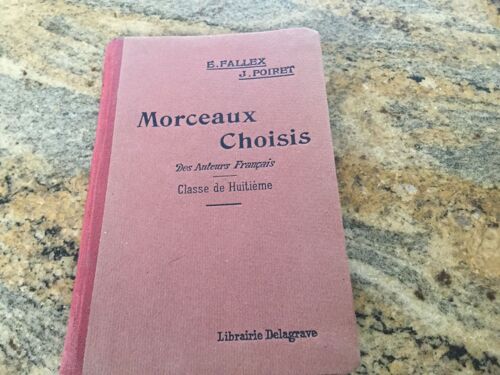 E. FALLEX
J. POIRET
Morceaux
Choisis
Des Auteurs Français
Classe de Huitième
Librairie Delagrave